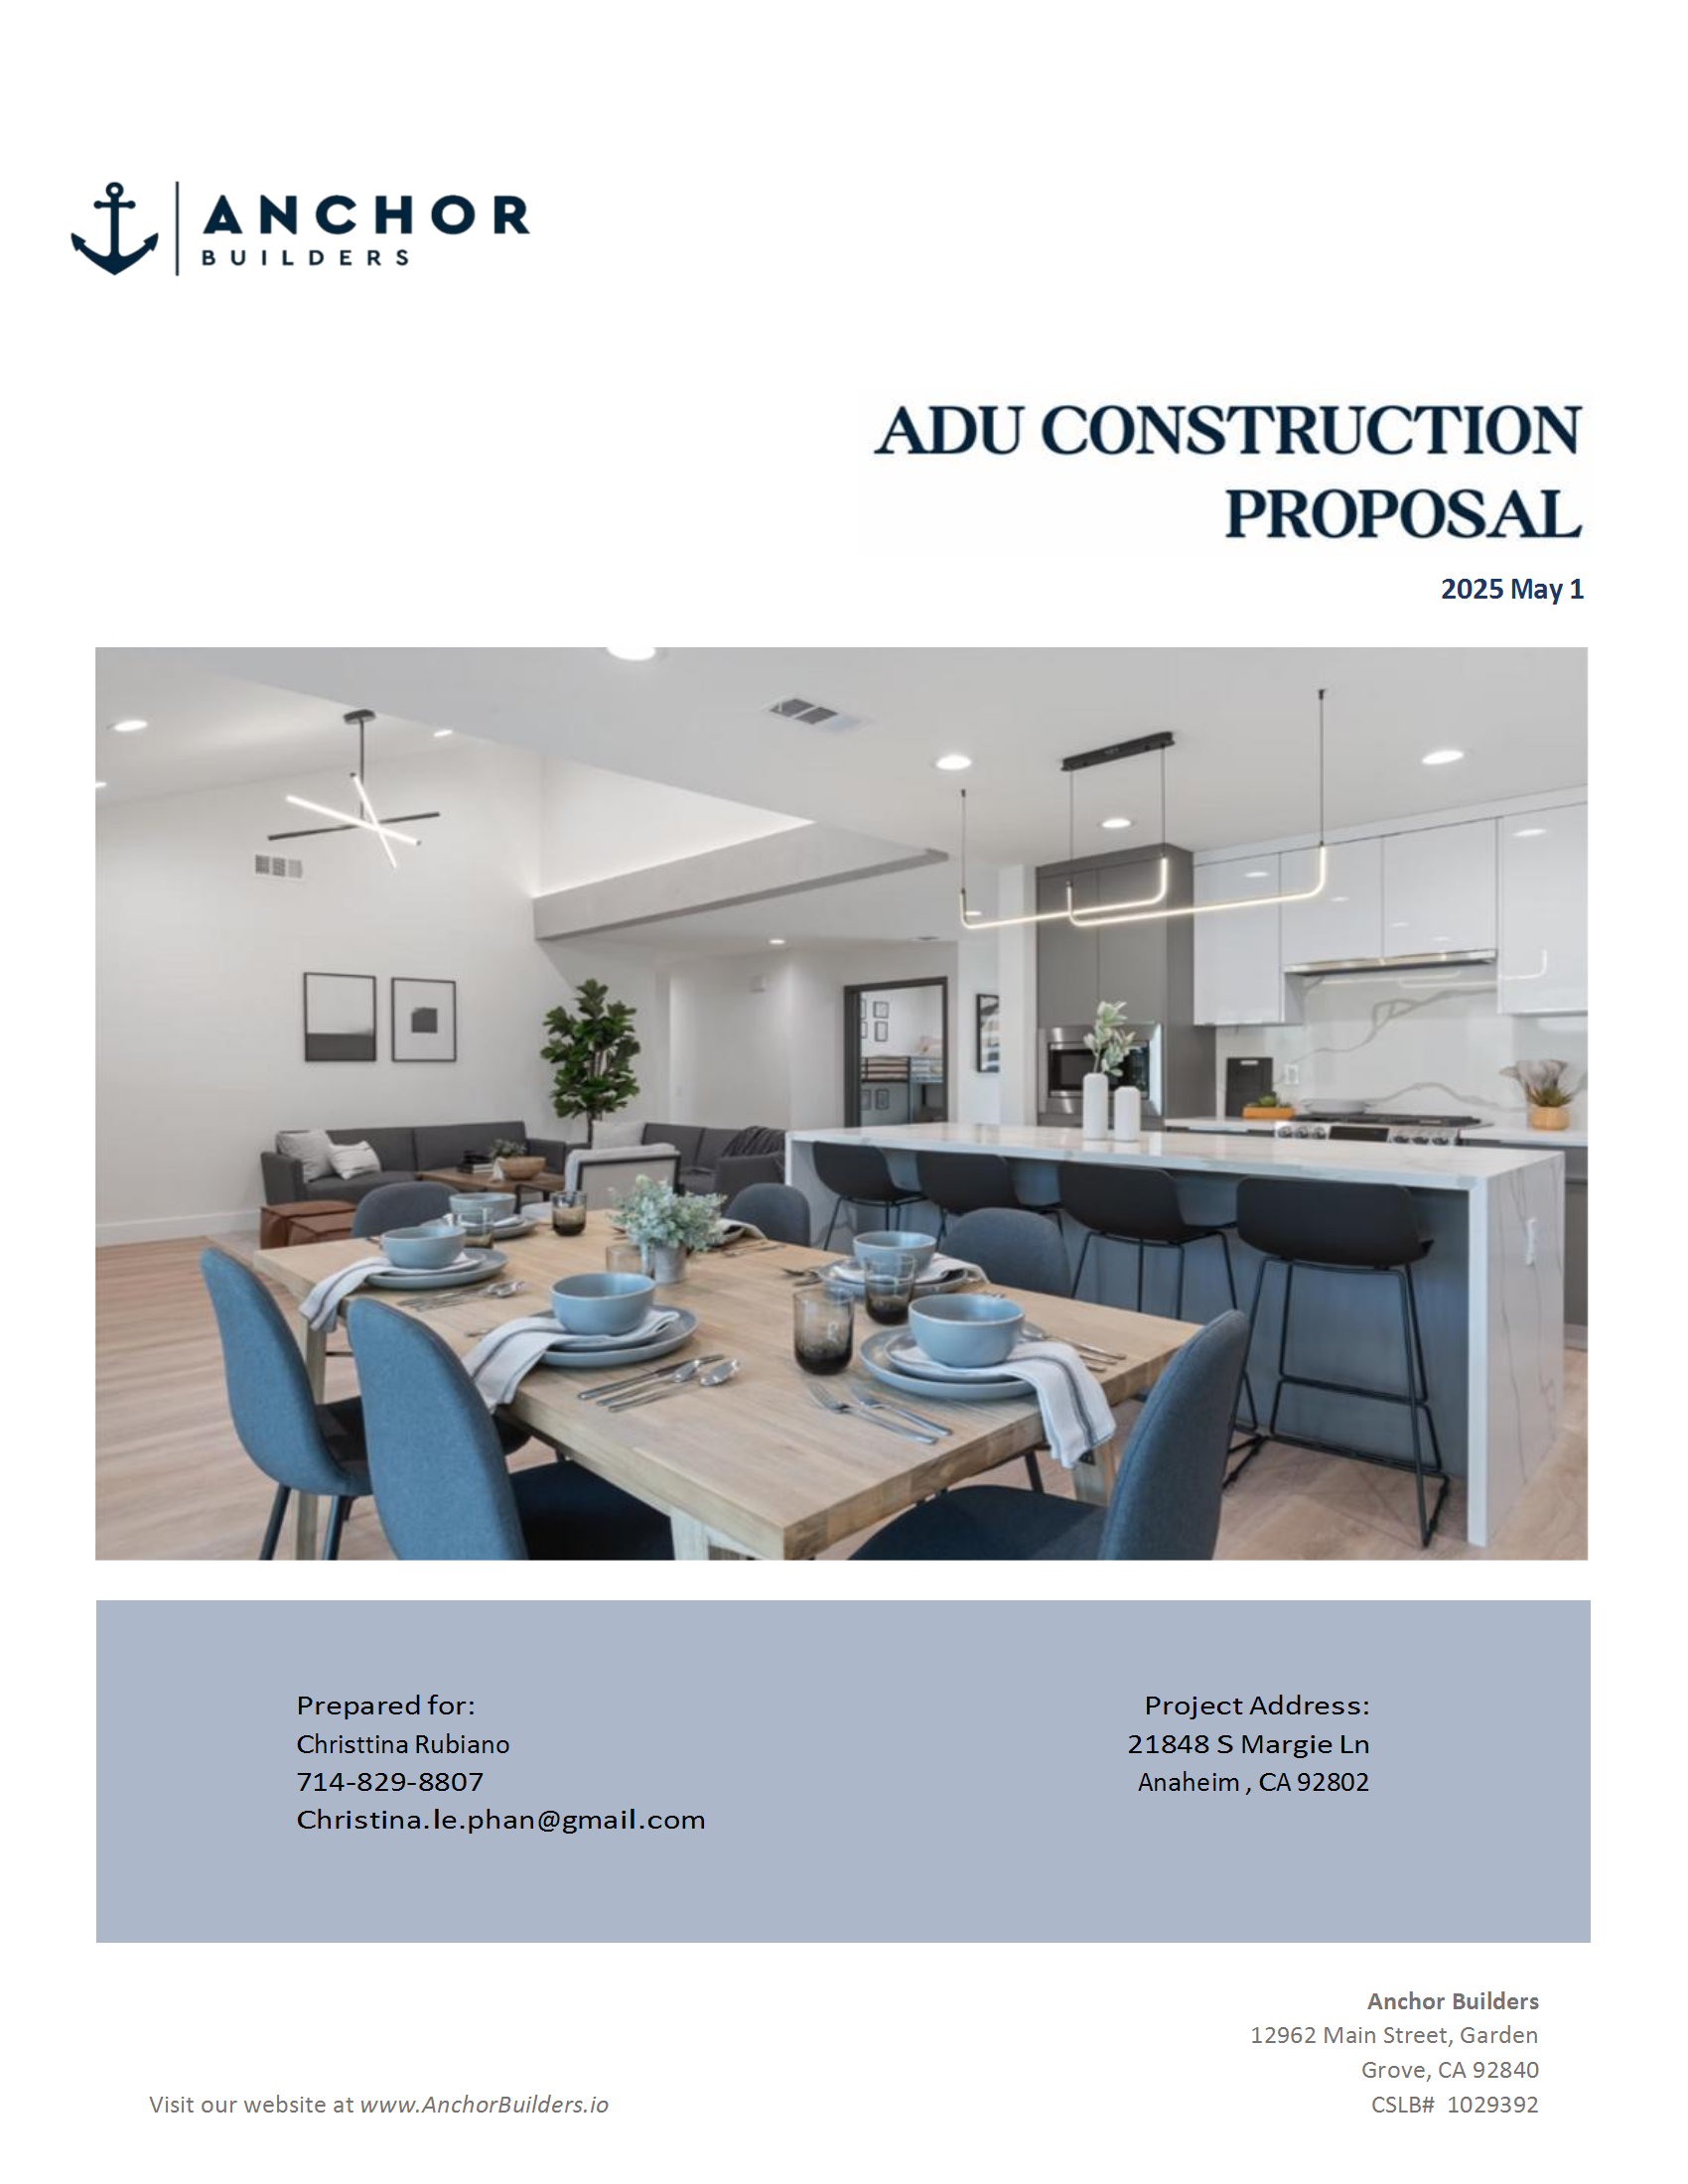 ANCHOR
BUILDERS
ADU CONSTRUCTION
PROPOSAL
2025 May 1
Prepared for:
Christtina Rubiano
714-829-8807
Christina.le.phan@gmail.com
Project Address:
21848 S Margie Ln
Anaheim , CA 92802
Anchor Builders
12962 Main Street, Garden
Grove, CA 92840
CSLB# 1029392
Visit our website at www.AnchorBuilders.io